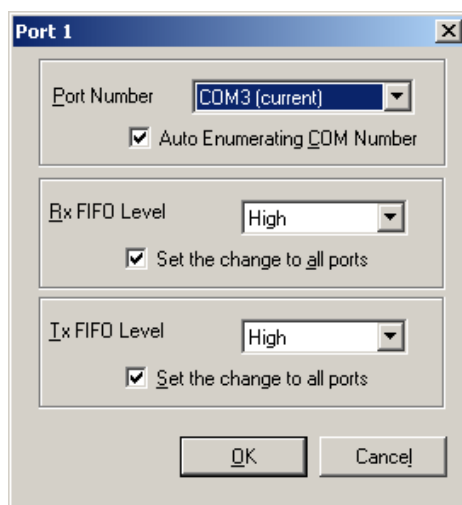 Port 1
Port Number COM3 (current)
Auto Enumerating COM Number
Rx FIFO Level High
Set the change to all ports
Tx FIFO Level High
Set the change to all ports
OK Cancel